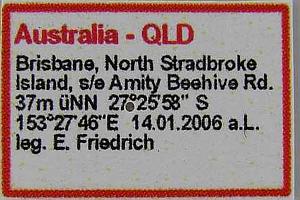 Australia - QLD
Brisbane, North Stradbroke
Island, s/e Amity Beehive Rd.
37m üNN 27°25'58" S
153°27'46"E 14.01.2006 a.L.
leg. E. Friedrich